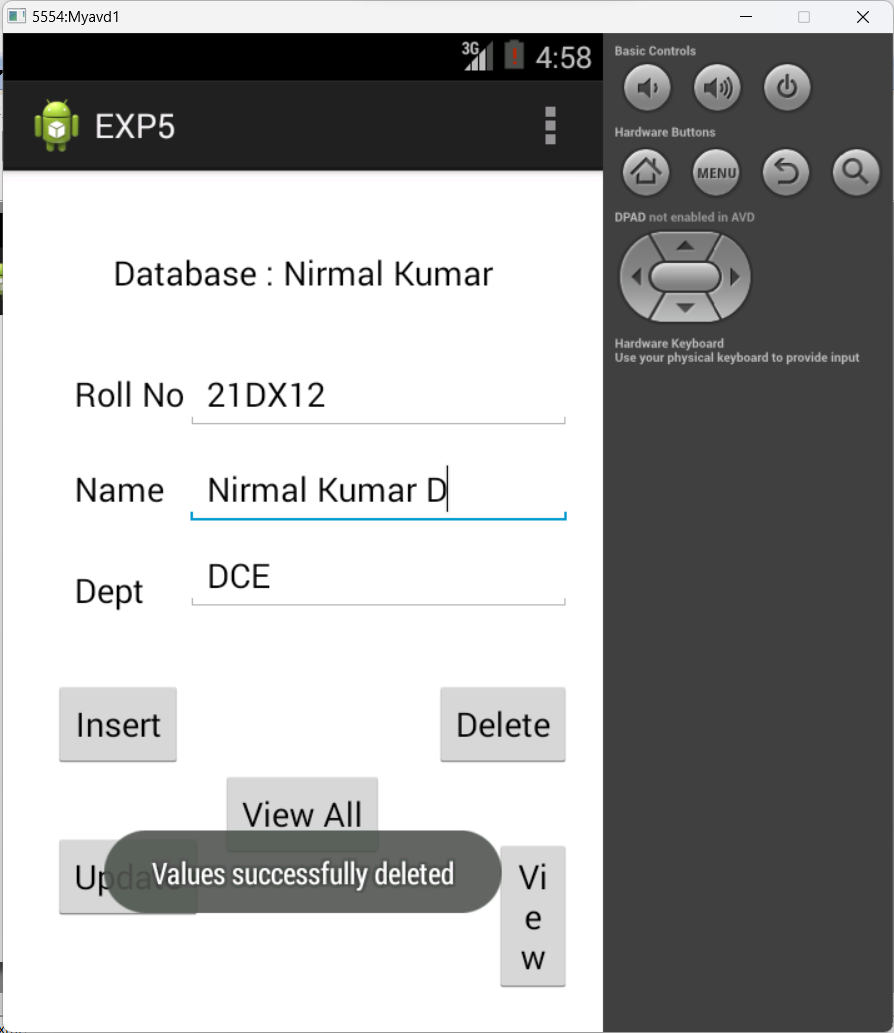 5554:Myavd1
3G 4:58
EXP5
Database : Nirmal Kumar
Roll No 21DX12
Name Nirmal Kumar D
Dept DCE
Insert Delete
View All
Update
Values successfully deleted
Vi
e
w
Basic Controls
Hardware Buttons
MENU
DPAD not enabled in AVD
Hardware Keyboard
Use your physical keyboard to provide input